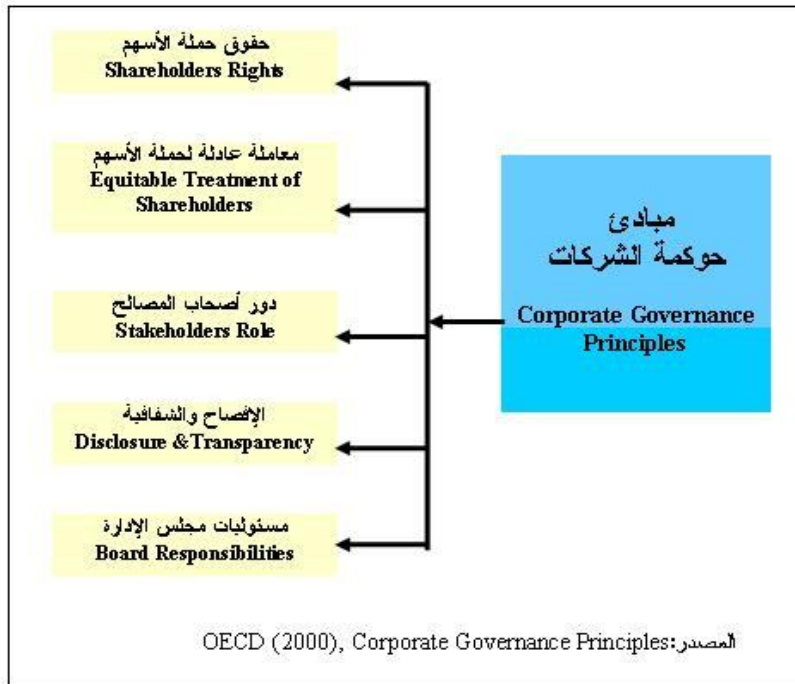 حقوق حملة الأسهم
Shareholders Rights
معاملة عادلة لحملة الأسهم
Equitable Treatment of
Shareholders
دور أصحاب المصالح
Stakeholders Role
الإفصاح والشفافية
Disclosure &Transparency
مسئوليات مجلس الإدارة
Board Responsibilities
مبادئ
حوكمة الشركات
Corporate Governance
Principles
المصدر:OECD (2000), Corporate Governance Principles